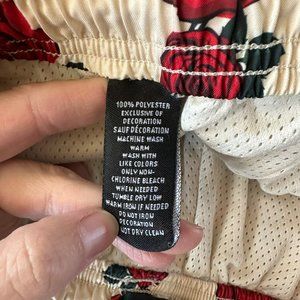 100% POLYESTER
EXCLUSIVE OF
DECORATION
SAUF DÉCORATION
MACHINE WASH
WARM
WASH WITH
LIKE COLORS
ONLY NON-
CHLORINE BLEACH
WHEN NEEDED
TUMBLE DRY LOW
WARM IRON IF NEEDED
DO NOT IRON
DECORATION
NOT DRY CLEAN